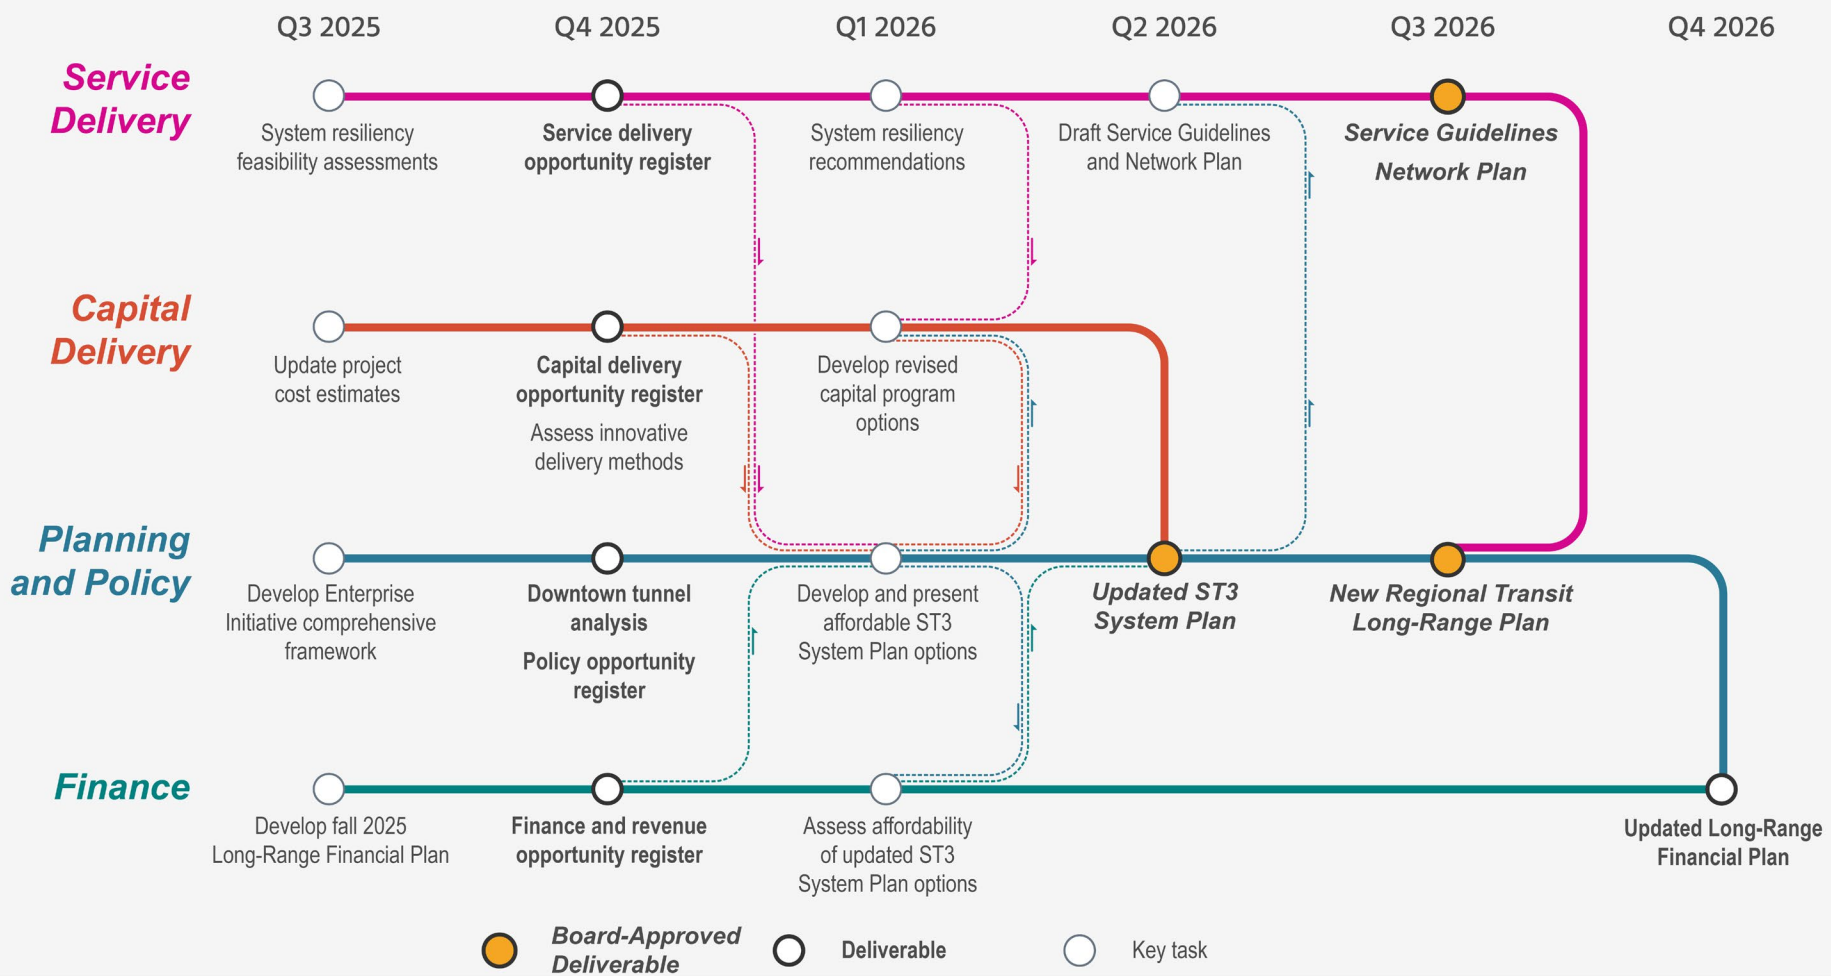 Q3 2025
Q4 2025
Q1 2026
Q2 2026
Q3 2026
Q4 2026
Service
Delivery
System resiliency
feasibility assessments
Service delivery
opportunity register
System resiliency
recommendations
Draft Service Guidelines
and Network Plan
Service Guidelines
Network Plan
Capital
Delivery
Update project
cost estimates
Capital delivery
opportunity register
Assess innovative
delivery methods
Develop revised
capital program
options
Planning
and Policy
Develop Enterprise
Initiative comprehensive
framework
Downtown tunnel
analysis
Policy opportunity
register
Develop and present
affordable ST3
System Plan options
Updated ST3
System Plan
New Regional Transit
Long-Range Plan
Finance
Develop fall 2025
Long-Range Financial Plan
Finance and revenue
opportunity register
Assess affordability
of updated ST3
System Plan options
Updated Long-Range
Financial Plan
Board-Approved
Deliverable
Deliverable
Key task